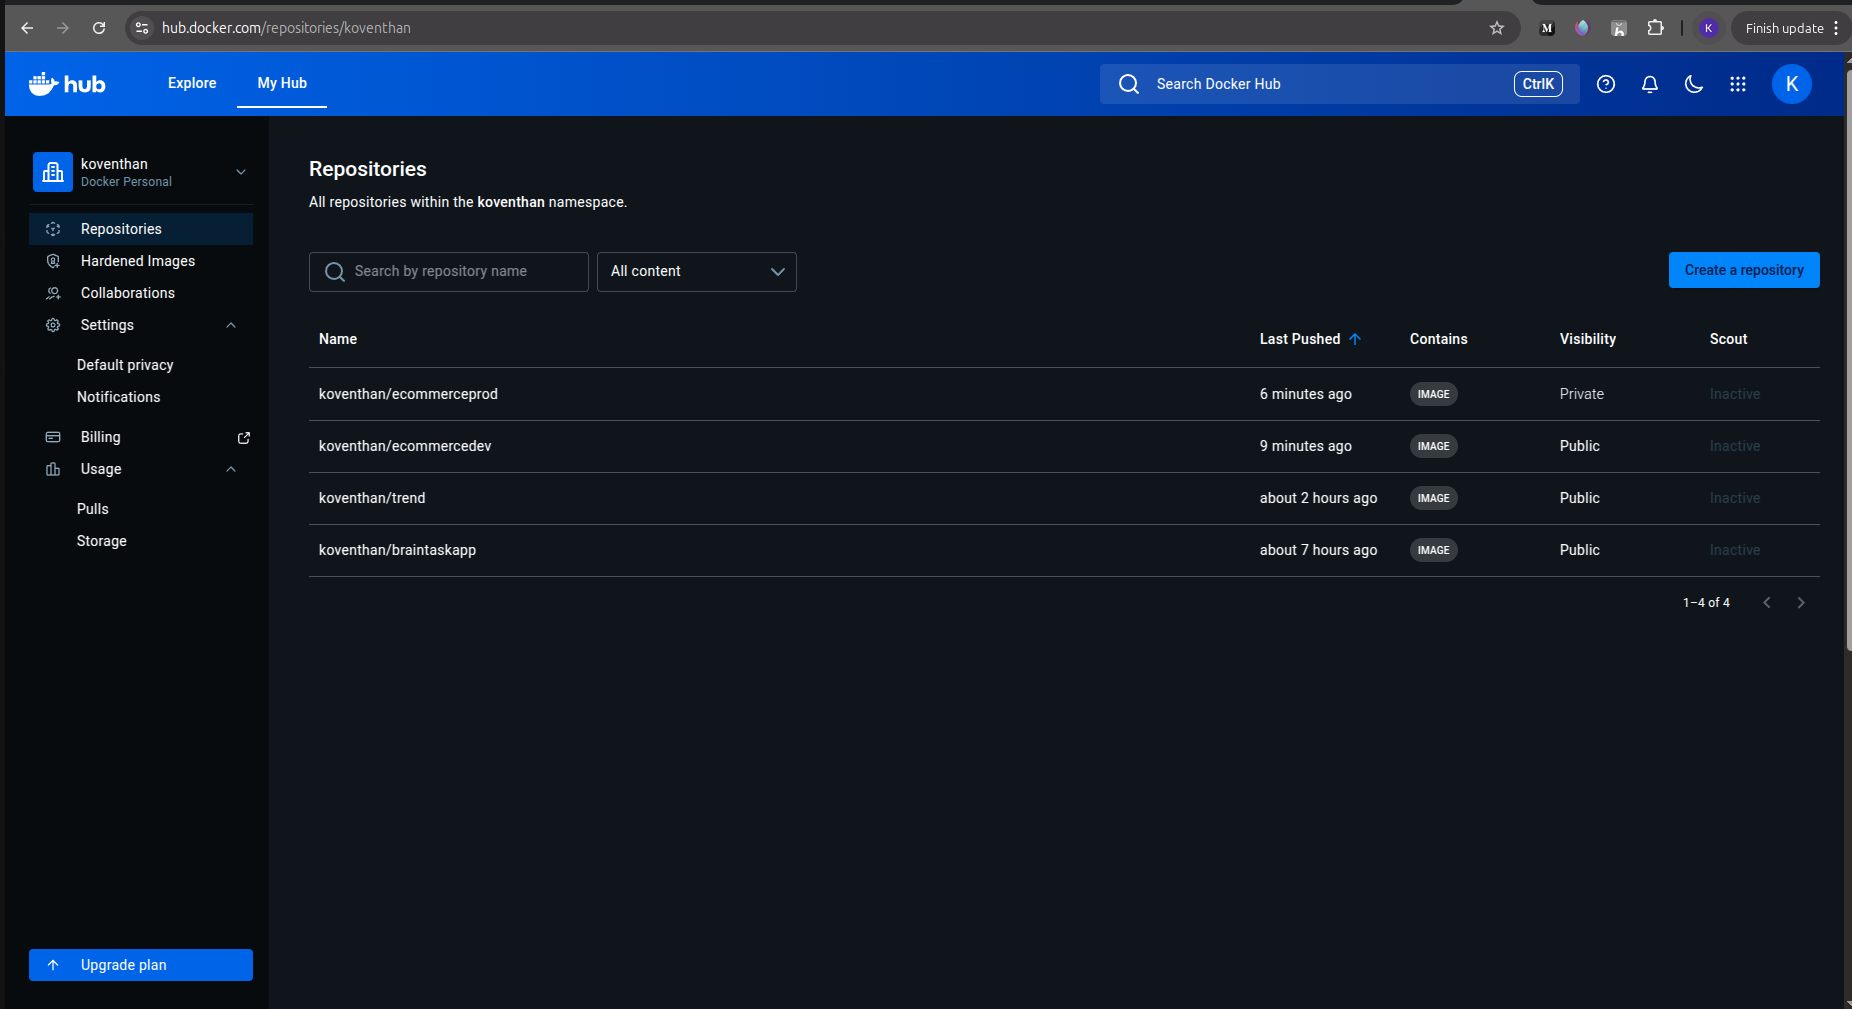 hub.docker.com/repositories/koventhan
M
K
Finish update
hub
Explore
My Hub
Search Docker Hub
CtrlK
K
koventhan
Docker Personal
Repositories
Hardened Images
Collaborations
Settings
Default privacy
Notifications
Billing
Usage
Pulls
Storage
Upgrade plan
Repositories
All repositories within the koventhan namespace.
Search by repository name
All content
Create a repository
Name Last Pushed Contains Visibility Scout
koventhan/ecommerceprod 6 minutes ago IMAGE Private Inactive
koventhan/ecommercedev 9 minutes ago IMAGE Public Inactive
koventhan/trend about 2 hours ago IMAGE Public Inactive
koventhan/braintaskapp about 7 hours ago IMAGE Public Inactive
1–4 of 4